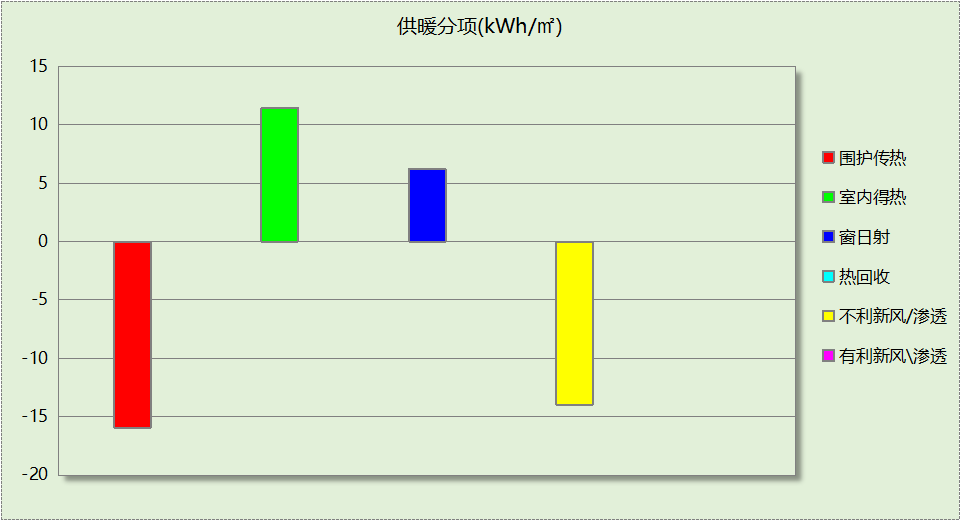 供暖分项(kWh/㎡)
15
10
5
0
-5
-10
-15
-20
围护传热
室内得热
窗日射
热回收
不利新风/渗透
有利新风\渗透